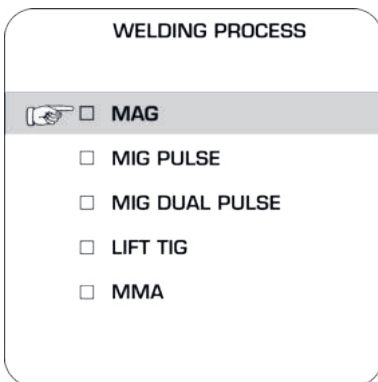 WELDING PROCESS
MAG
MIG PULSE
MIG DUAL PULSE
LIFT TIG
MMA